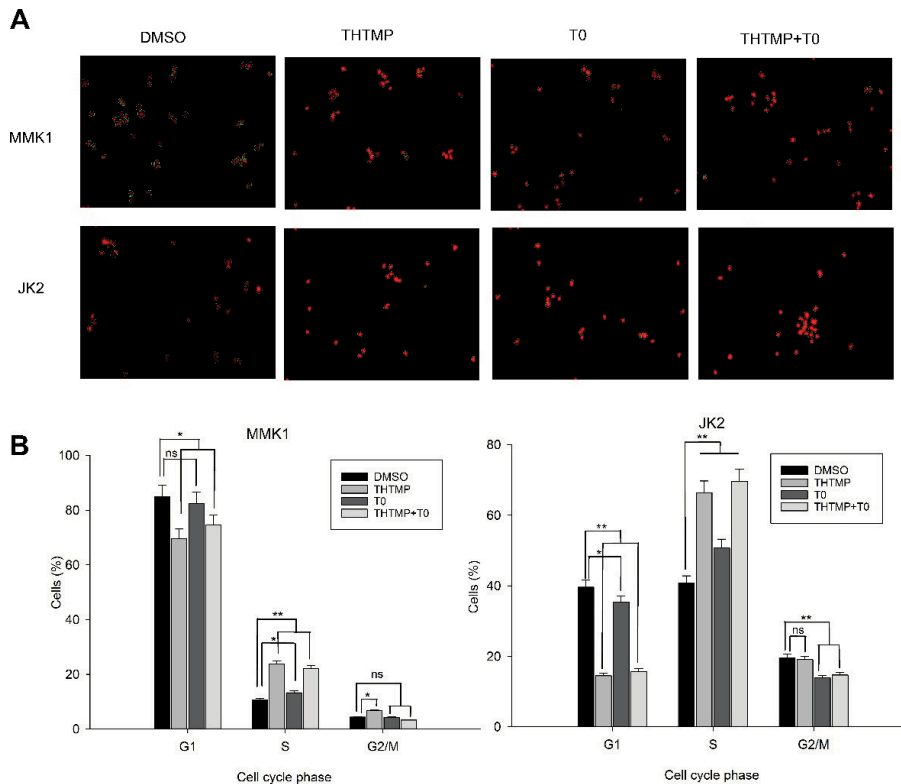 A
DMSO THTMP T0 THTMP+T0
MMK1
JK2
B
MMK1
100
80
60
40
20
0
Cells (%)
*
ns
**
*
ns
*
DMSO
THTMP
T0
THTMP+T0
G1 S G2/M
Cell cycle phase
JK2
80
60
40
20
0
Cells (%)
**
**
*
**
ns
DMSO
THTMP
T0
THTMP+T0
G1 S G2/M
Cell cycle phase